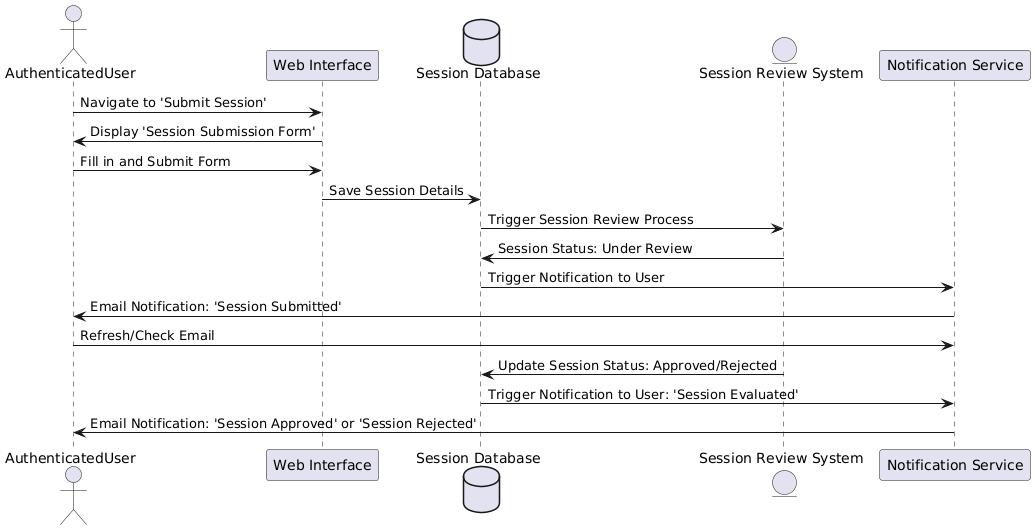 AuthenticatedUser
Web Interface
Session Database
Session Review System
Notification Service
Navigate to 'Submit Session'
Display 'Session Submission Form'
Fill in and Submit Form
Save Session Details
Trigger Session Review Process
Session Status: Under Review
Trigger Notification to User
Email Notification: 'Session Submitted'
Refresh/Check Email
Update Session Status: Approved/Rejected
Trigger Notification to User: 'Session Evaluated'
Email Notification: 'Session Approved' or 'Session Rejected'
AuthenticatedUser
Web Interface
Session Database
Session Review System
Notification Service